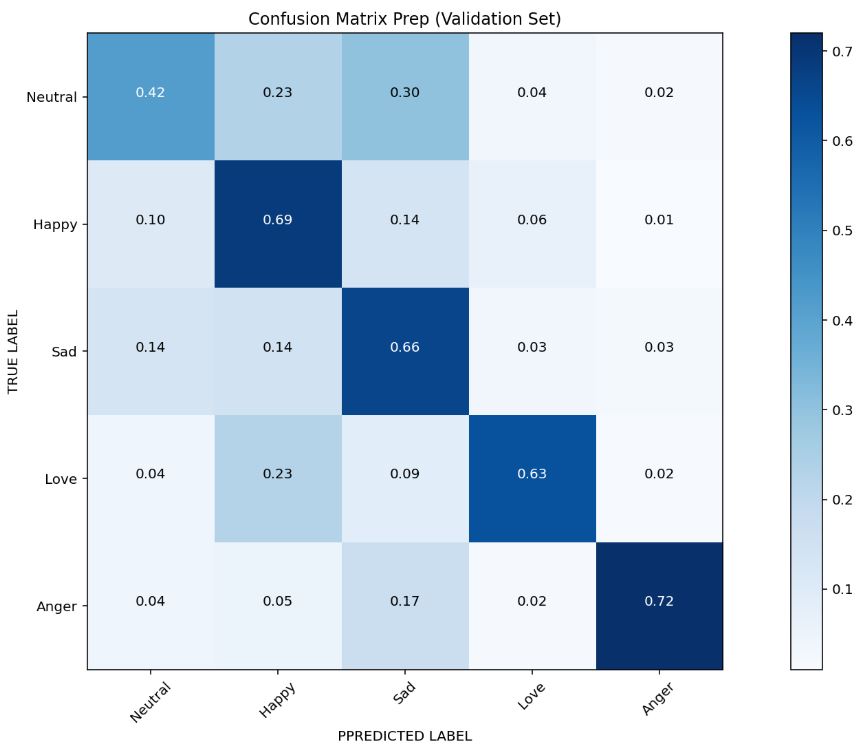 Confusion Matrix Prep (Validation Set)
Neutral 0.42 0.23 0.30 0.04 0.02
Happy 0.10 0.69 0.14 0.06 0.01
Sad 0.14 0.14 0.66 0.03 0.03
Love 0.04 0.23 0.09 0.63 0.02
Anger 0.04 0.05 0.17 0.02 0.72
TRUE LABEL
Neutral Happy Sad Love Anger
PPREDICTED LABEL
0.7
0.6
0.5
0.4
0.3
0.2
0.1